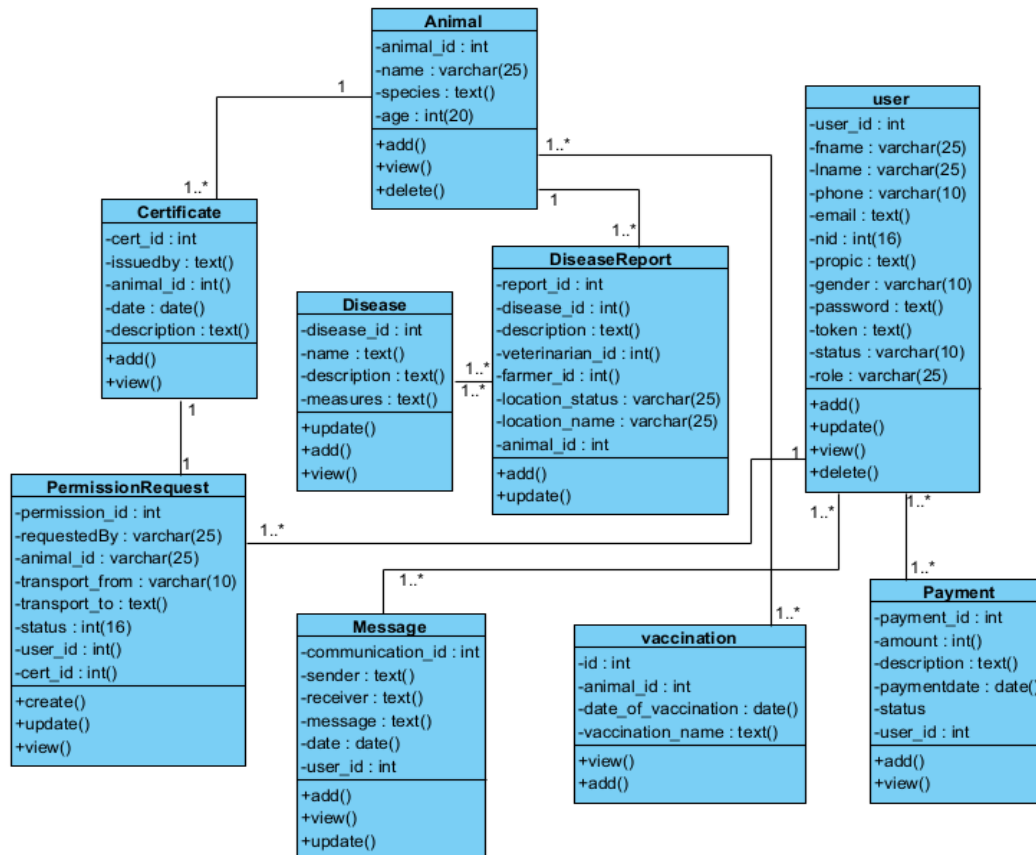 Animal
-animal_id : int
-name : varchar(25)
-species : text()
-age : int(20)
+add()
+view()
+delete()
1
1..*
1..*
1
1..*
user
-user_id : int
-fname : varchar(25)
-lname : varchar(25)
-phone : varchar(10)
-email : text()
-nid : int(16)
-propic : text()
-gender : varchar(10)
-password : text()
-token : text()
-status : varchar(10)
-role : varchar(25)
+add()
+update()
+view()
+delete()
Certificate
-cert_id : int
-issuedby : text()
-animal_id : int()
-date : date()
-description : text()
+add()
+view()
1
1
DiseaseReport
-report_id : int
-disease_id : int()
-description : text()
-veterinarian_id : int()
-farmer_id : int()
-location_status : varchar(25)
-location_name : varchar(25)
-animal_id : int
+add()
+update()
Disease
-disease_id : int
-name : text()
-description : text()
-measures : text()
+update()
+add()
+view()
1..*
1..*
1
1..*
1..*
1..*
PermissionRequest
-permission_id : int
-requestedBy : varchar(25)
-animal_id : varchar(25)
-transport_from : varchar(10)
-transport_to : text()
-status : int(16)
-user_id : int()
-cert_id : int()
+create()
+update()
+view()
1..*
1..*
1..*
Message
-communication_id : int
-sender : text()
-receiver : text()
-message : text()
-date : date()
-user_id : int
+add()
+view()
+update()
1..*
vaccination
-id : int
-animal_id : int
-date_of_vaccination : date()
-vaccination_name : text()
+view()
+add()
Payment
-payment_id : int
-amount : int()
-description : text()
-paymentdate : date()
-status
-user_id : int
+add()
+view()